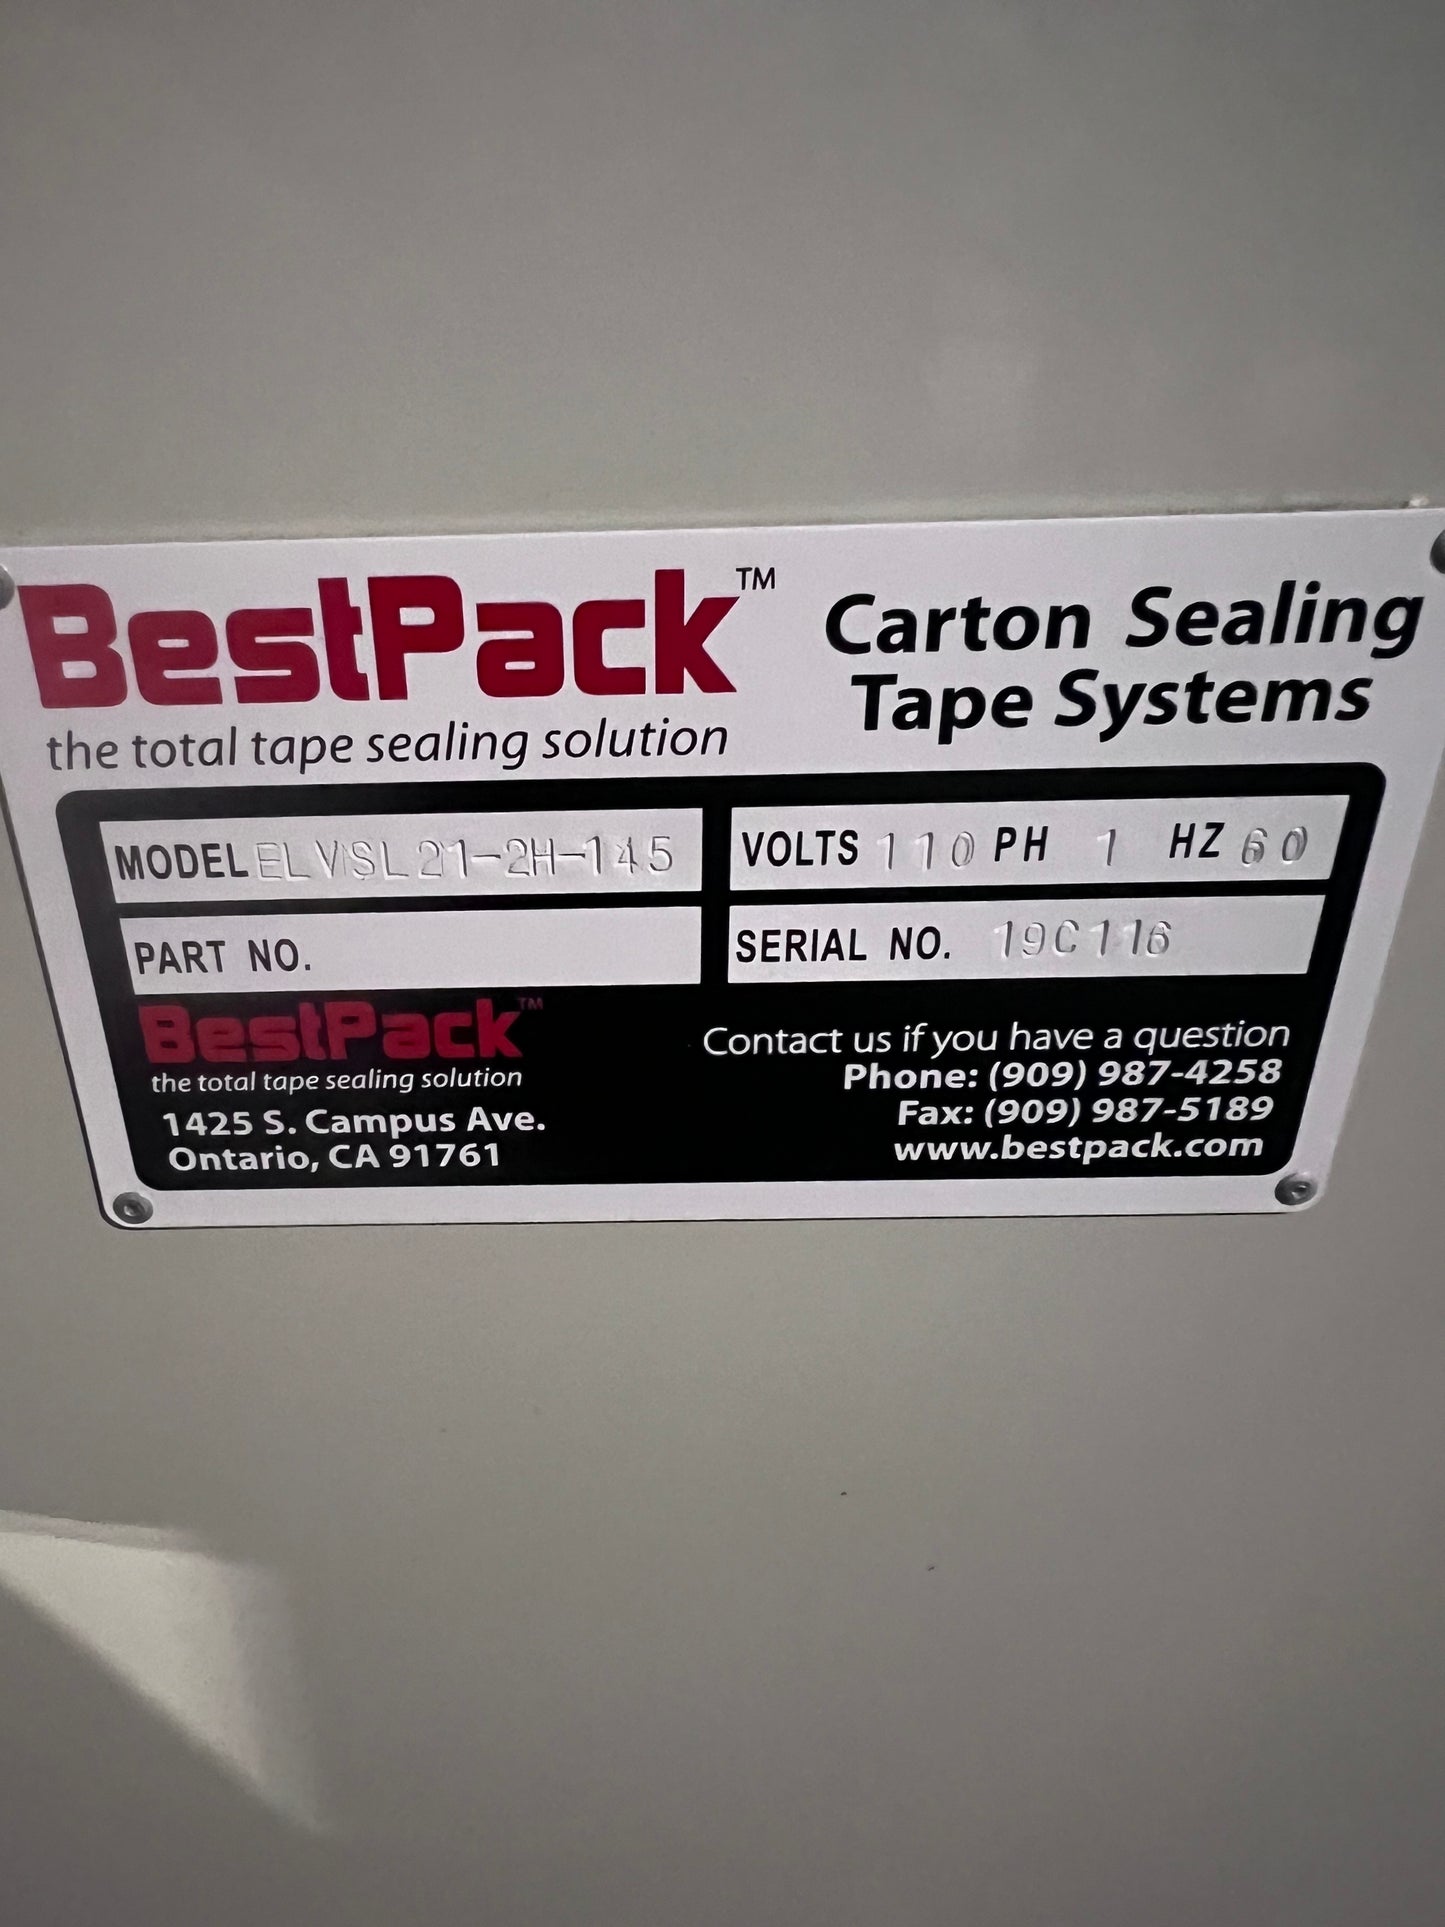 BestPack™
the total tape sealing solution
Carton Sealing
Tape Systems
MODEL ELVSL21-2H-145
VOLTS 110 PH 1 HZ 60
PART NO.
SERIAL NO. 19C116
BestPack™
the total tape sealing solution
1425 S. Campus Ave.
Ontario, CA 91761
Contact us if you have a question
Phone: (909) 987-4258
Fax: (909) 987-5189
www.bestpack.com